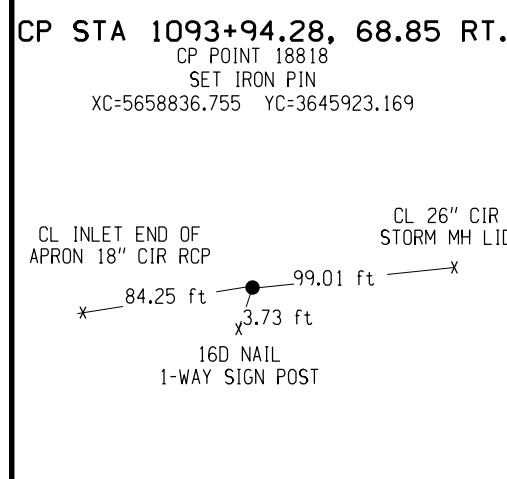 CP STA 1093+94.28, 68.85 RT.
CP POINT 18818
SET IRON PIN
XC=5658836.755 YC=3645923.169
CL INLET END OF
APRON 18" CIR RCP
CL 26" CIR
STORM MH LID
84.25 ft
99.01 ft
3.73 ft
16D NAIL
1-WAY SIGN POST